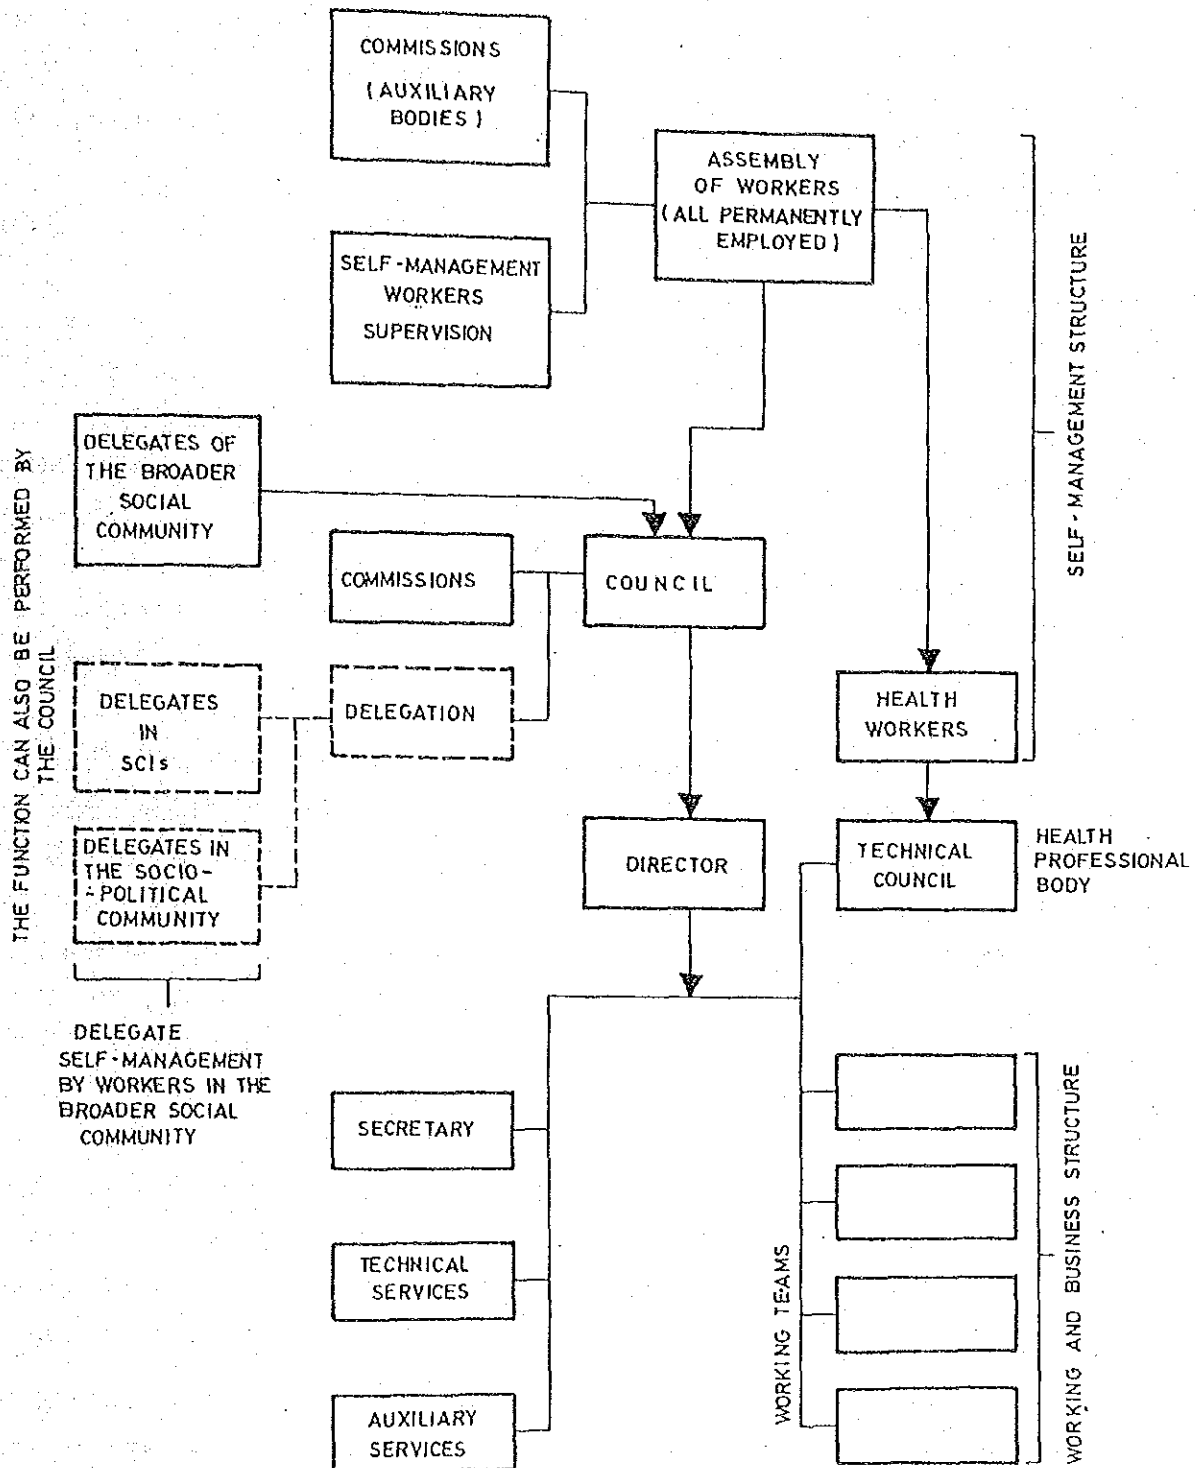 COMMISSIONS
(AUXILIARY
BODIES)
ASSEMBLY
OF WORKERS
(ALL PERMANENTLY
EMPLOYED)
SELF-MANAGEMENT
WORKERS
SUPERVISION
SELF-MANAGEMENT STRUCTURE
DELEGATES OF
THE BROADER
SOCIAL
COMMUNITY
THE FUNCTION CAN ALSO BE PERFORMED BY
THE COUNCIL
COMMISSIONS
COUNCIL
DELEGATES
IN
SCIs
DELEGATION
HEALTH
WORKERS
DELEGATES IN
THE SOCIO-
-POLITICAL
COMMUNITY
DIRECTOR
TECHNICAL
COUNCIL
HEALTH
PROFESSIONAL
BODY
DELEGATE
SELF-MANAGEMENT
BY WORKERS IN THE
BROADER SOCIAL
COMMUNITY
SECRETARY
TECHNICAL
SERVICES
AUXILIARY
SERVICES
WORKING TEAMS
WORKING AND BUSINESS STRUCTURE